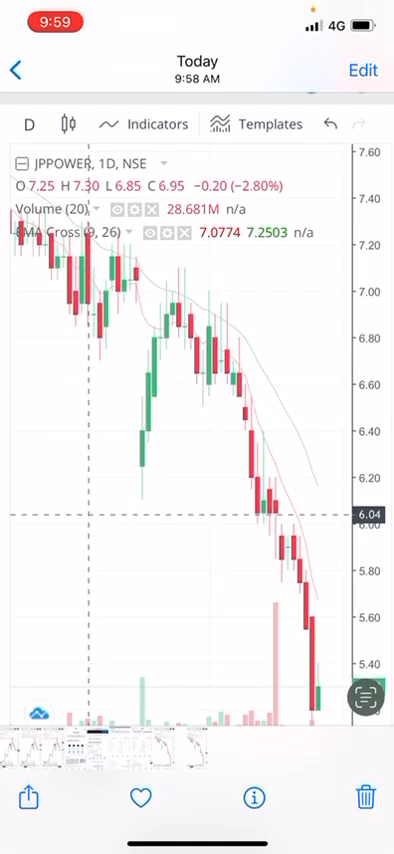 9:59
4G
Today
9:58 AM
Edit
D
Indicators
Templates
JPPOWER, 1D, NSE
O 7.25 H 7.30 L 6.85 C 6.95 −0.20 (−2.80%)
Volume (20) 28.681M n/a
EMA Cross (9, 26) 7.0774 7.2503 n/a
7.60
7.40
7.20
7.00
6.80
6.60
6.40
6.20
6.04
6.00
5.80
5.60
5.40